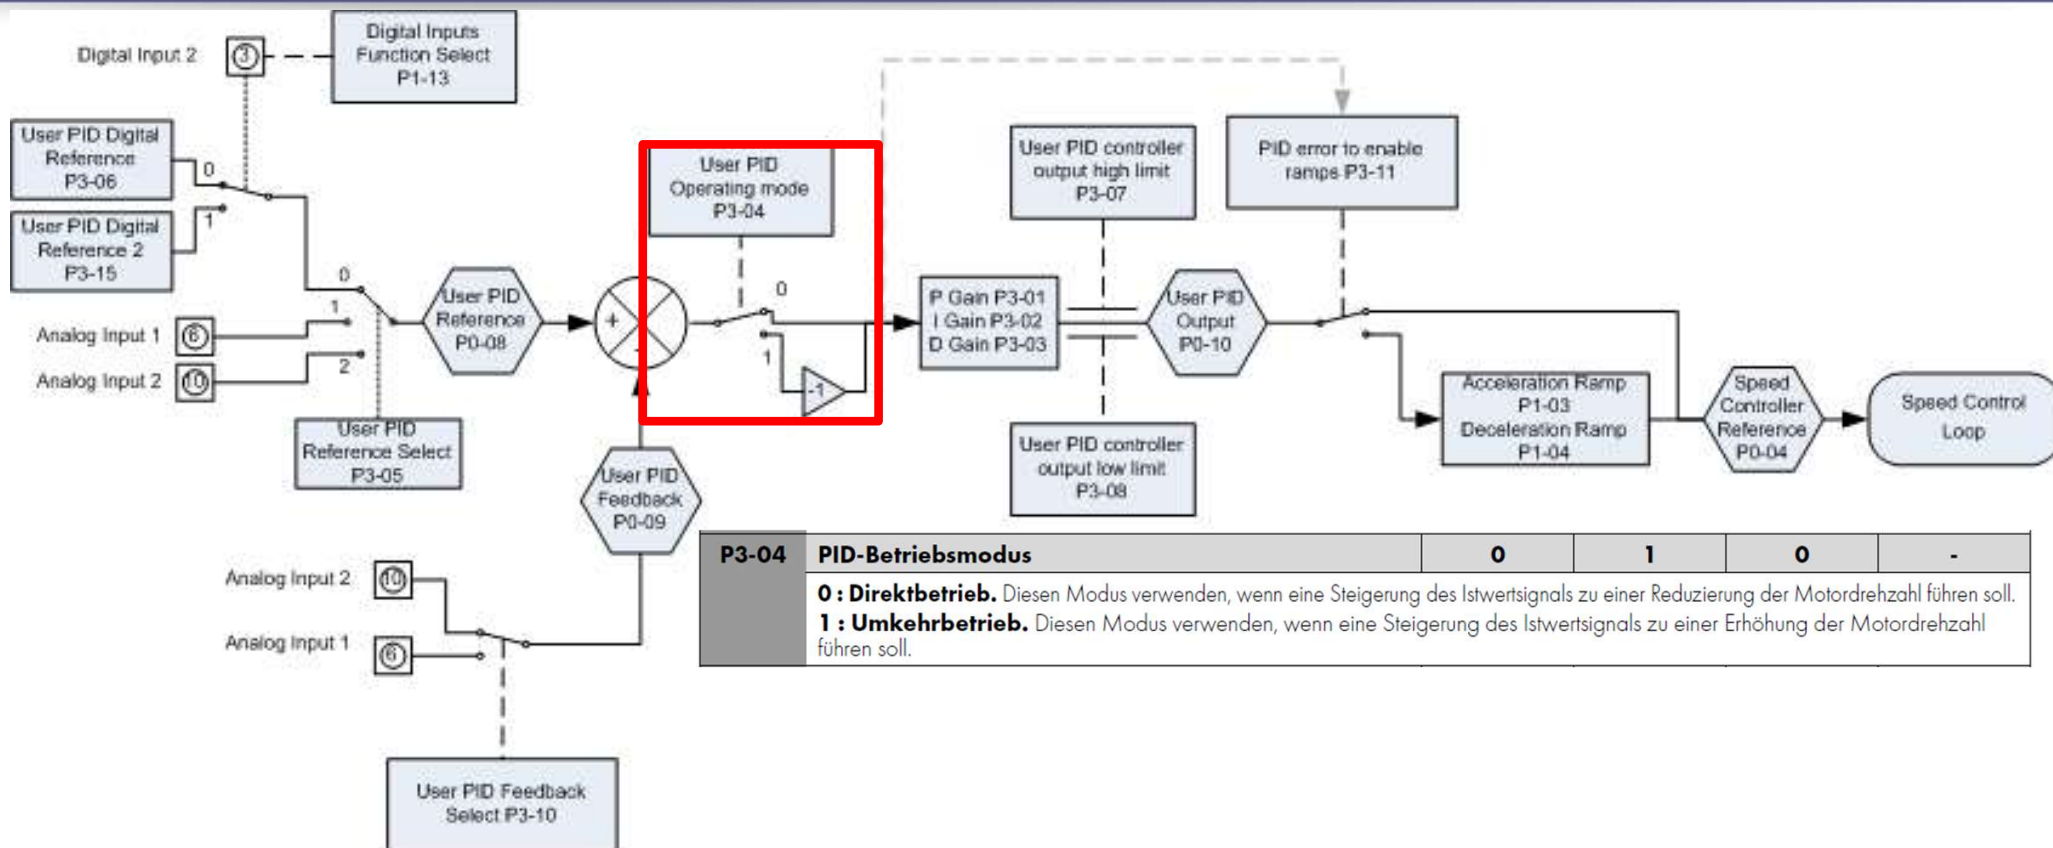 Digital Input 2
3
Digital Inputs
Function Select
P1-13
User PID Digital
Reference
P3-06
0
User PID Digital
Reference 2
P3-15
1
Analog Input 1
6
Analog Input 2
10
0
1
2
User PID
Reference Select
P3-05
User PID
Reference
P0-08
+
-
User PID
Operating mode
P3-04
0
1
-1
User PID
Feedback
P0-09
Analog Input 2
10
Analog Input 1
6
User PID Feedback
Select P3-10
P Gain P3-01
I Gain P3-02
D Gain P3-03
User PID controller
output high limit
P3-07
User PID controller
output low limit
P3-08
User PID
Output
P0-10
PID error to enable
ramps P3-11
Acceleration Ramp
P1-03
Deceleration Ramp
P1-04
Speed
Controller
Reference
P0-04
Speed Control
Loop
P3-04 PID-Betriebsmodus 0 1 0 -
0 : Direktbetrieb. Diesen Modus verwenden, wenn eine Steigerung des Istwertsignals zu einer Reduzierung der Motordrehzahl führen soll.
1 : Umkehrbetrieb. Diesen Modus verwenden, wenn eine Steigerung des Istwertsignals zu einer Erhöhung der Motordrehzahl
führen soll.